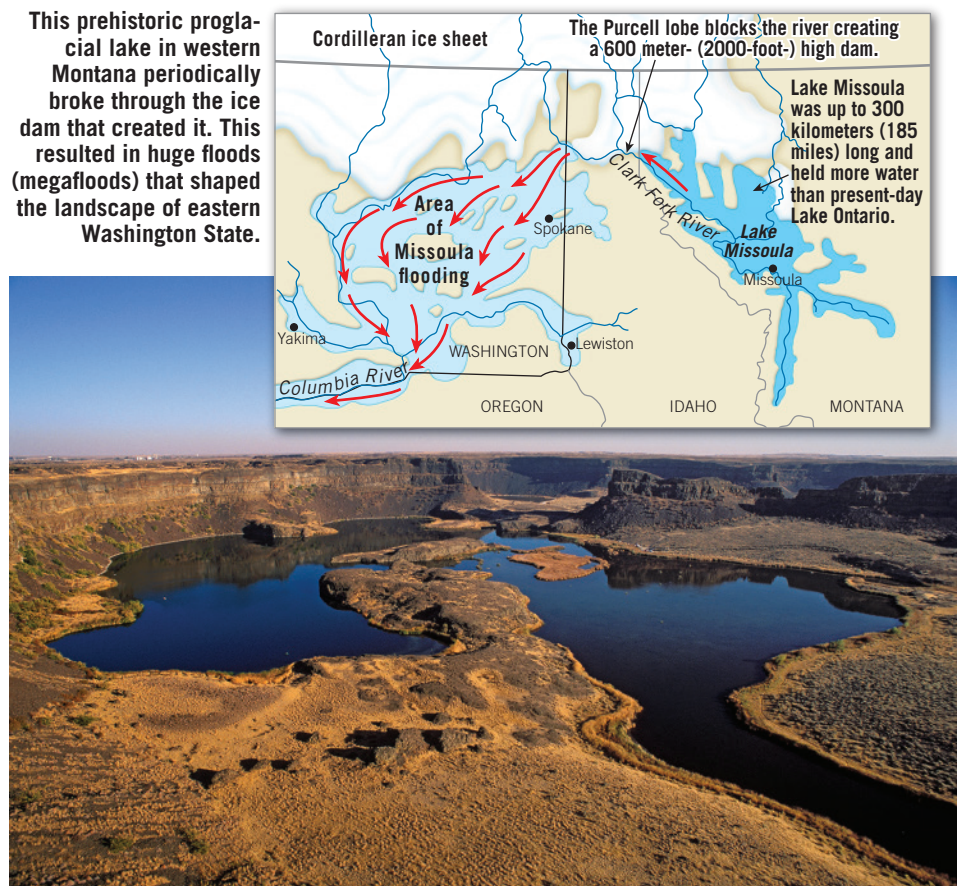 This prehistoric progla-
cial lake in western
Montana periodically
broke through the ice
dam that created it. This
resulted in huge floods
(megafloods) that shaped
the landscape of eastern
Washington State.
Cordilleran ice sheet
The Purcell lobe blocks the river creating
a 600 meter- (2000-foot-) high dam.
Lake Missoula
was up to 300
kilometers (185
miles) long and
held more water
than present-day
Lake Ontario.
Clark Fork River
Area
of
Missoula
flooding
Spokane
Lake
Missoula
Missoula
Yakima
WASHINGTON
Lewiston
Columbia River
OREGON
IDAHO
MONTANA